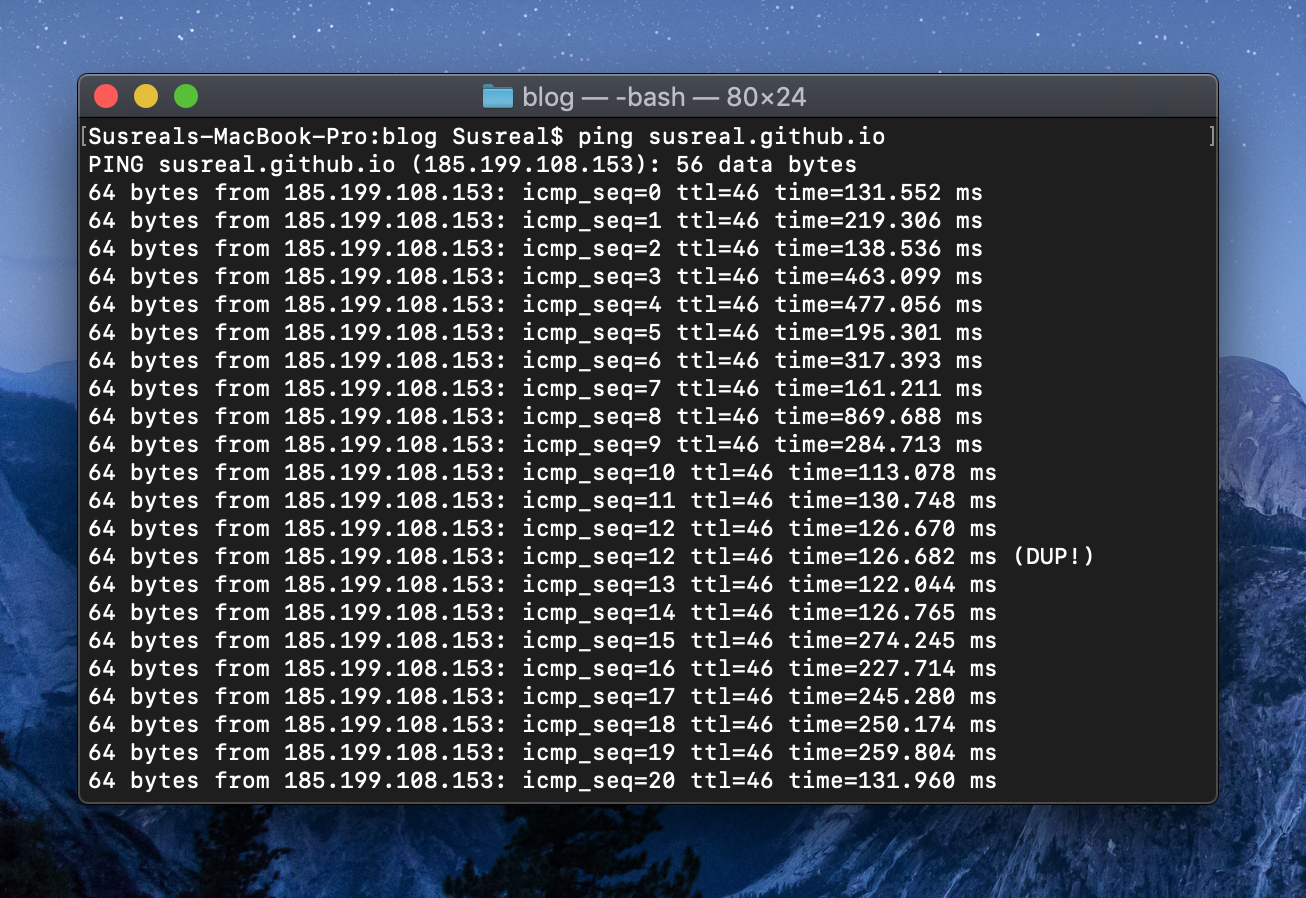 blog — -bash — 80×24
[Susreals-MacBook-Pro:blog Susreal$ ping susreal.github.io ]
PING susreal.github.io (185.199.108.153): 56 data bytes
64 bytes from 185.199.108.153: icmp_seq=0 ttl=46 time=131.552 ms
64 bytes from 185.199.108.153: icmp_seq=1 ttl=46 time=219.306 ms
64 bytes from 185.199.108.153: icmp_seq=2 ttl=46 time=138.536 ms
64 bytes from 185.199.108.153: icmp_seq=3 ttl=46 time=463.099 ms
64 bytes from 185.199.108.153: icmp_seq=4 ttl=46 time=477.056 ms
64 bytes from 185.199.108.153: icmp_seq=5 ttl=46 time=195.301 ms
64 bytes from 185.199.108.153: icmp_seq=6 ttl=46 time=317.393 ms
64 bytes from 185.199.108.153: icmp_seq=7 ttl=46 time=161.211 ms
64 bytes from 185.199.108.153: icmp_seq=8 ttl=46 time=869.688 ms
64 bytes from 185.199.108.153: icmp_seq=9 ttl=46 time=284.713 ms
64 bytes from 185.199.108.153: icmp_seq=10 ttl=46 time=113.078 ms
64 bytes from 185.199.108.153: icmp_seq=11 ttl=46 time=130.748 ms
64 bytes from 185.199.108.153: icmp_seq=12 ttl=46 time=126.670 ms
64 bytes from 185.199.108.153: icmp_seq=12 ttl=46 time=126.682 ms (DUP!)
64 bytes from 185.199.108.153: icmp_seq=13 ttl=46 time=122.044 ms
64 bytes from 185.199.108.153: icmp_seq=14 ttl=46 time=126.765 ms
64 bytes from 185.199.108.153: icmp_seq=15 ttl=46 time=274.245 ms
64 bytes from 185.199.108.153: icmp_seq=16 ttl=46 time=227.714 ms
64 bytes from 185.199.108.153: icmp_seq=17 ttl=46 time=245.280 ms
64 bytes from 185.199.108.153: icmp_seq=18 ttl=46 time=250.174 ms
64 bytes from 185.199.108.153: icmp_seq=19 ttl=46 time=259.804 ms
64 bytes from 185.199.108.153: icmp_seq=20 ttl=46 time=131.960 ms